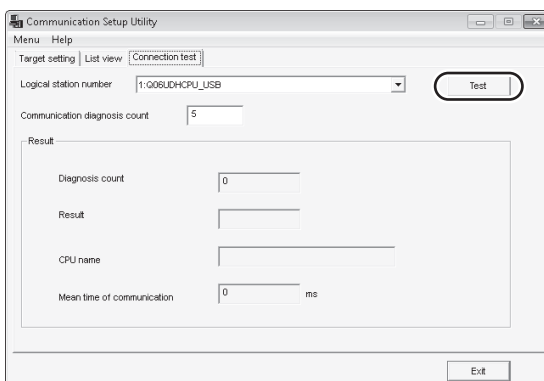 Communication Setup Utility
Menu Help
Target setting List view Connection test
Logical station number 1:Q06UDHCPU_USB Test
Communication diagnosis count 5
Result
Diagnosis count 0
Result
CPU name
Mean time of communication 0 ms
Exit